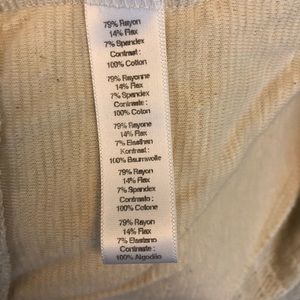 79% Rayon
14% Flax
7% Spandex
Contrast :
100% Cotton
79% Rayonne
14% Flax
7% Spandex
Contraste :
100% Coton
79% Rayone
14% Flax
7% Elasthan
Kontrast :
100% Baumwolle
79% Rayon
14% Flax
7% Spandex
Contrasto :
100% Cotone
79% Rayon
14% Flax
7% Elastano
Contraste :
100% Algodão